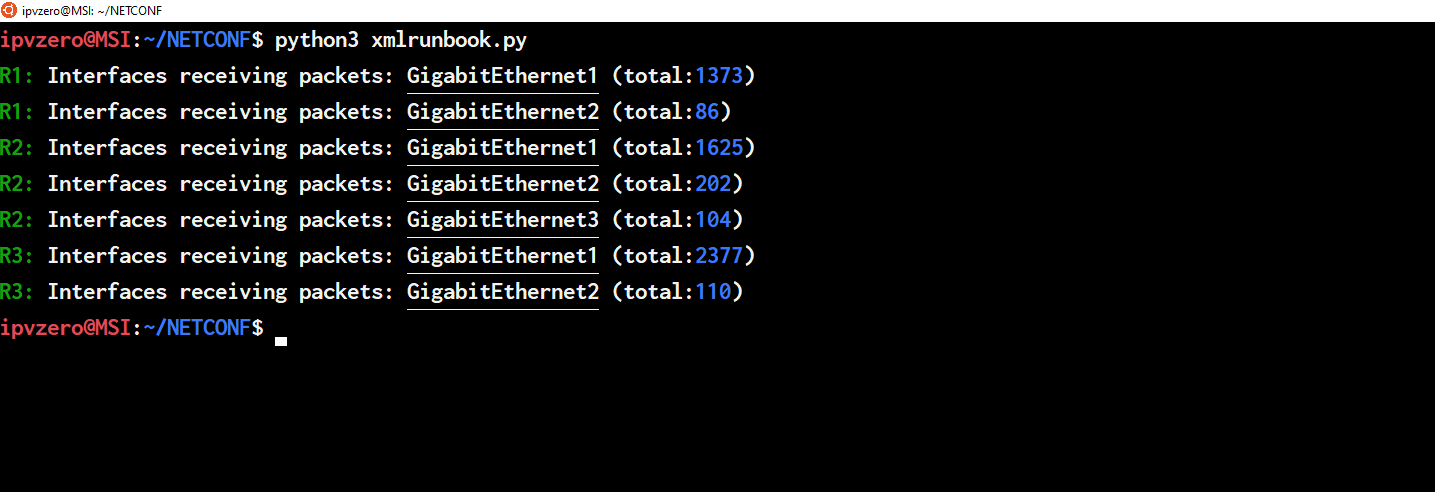 ipvzero@MSI: ~/NETCONF
ipvzero@MSI:~/NETCONF$ python3 xmlrunbook.py
R1: Interfaces receiving packets: GigabitEthernet1 (total:1373)
R1: Interfaces receiving packets: GigabitEthernet2 (total:86)
R2: Interfaces receiving packets: GigabitEthernet1 (total:1625)
R2: Interfaces receiving packets: GigabitEthernet2 (total:202)
R2: Interfaces receiving packets: GigabitEthernet3 (total:104)
R3: Interfaces receiving packets: GigabitEthernet1 (total:2377)
R3: Interfaces receiving packets: GigabitEthernet2 (total:110)
ipvzero@MSI:~/NETCONF$